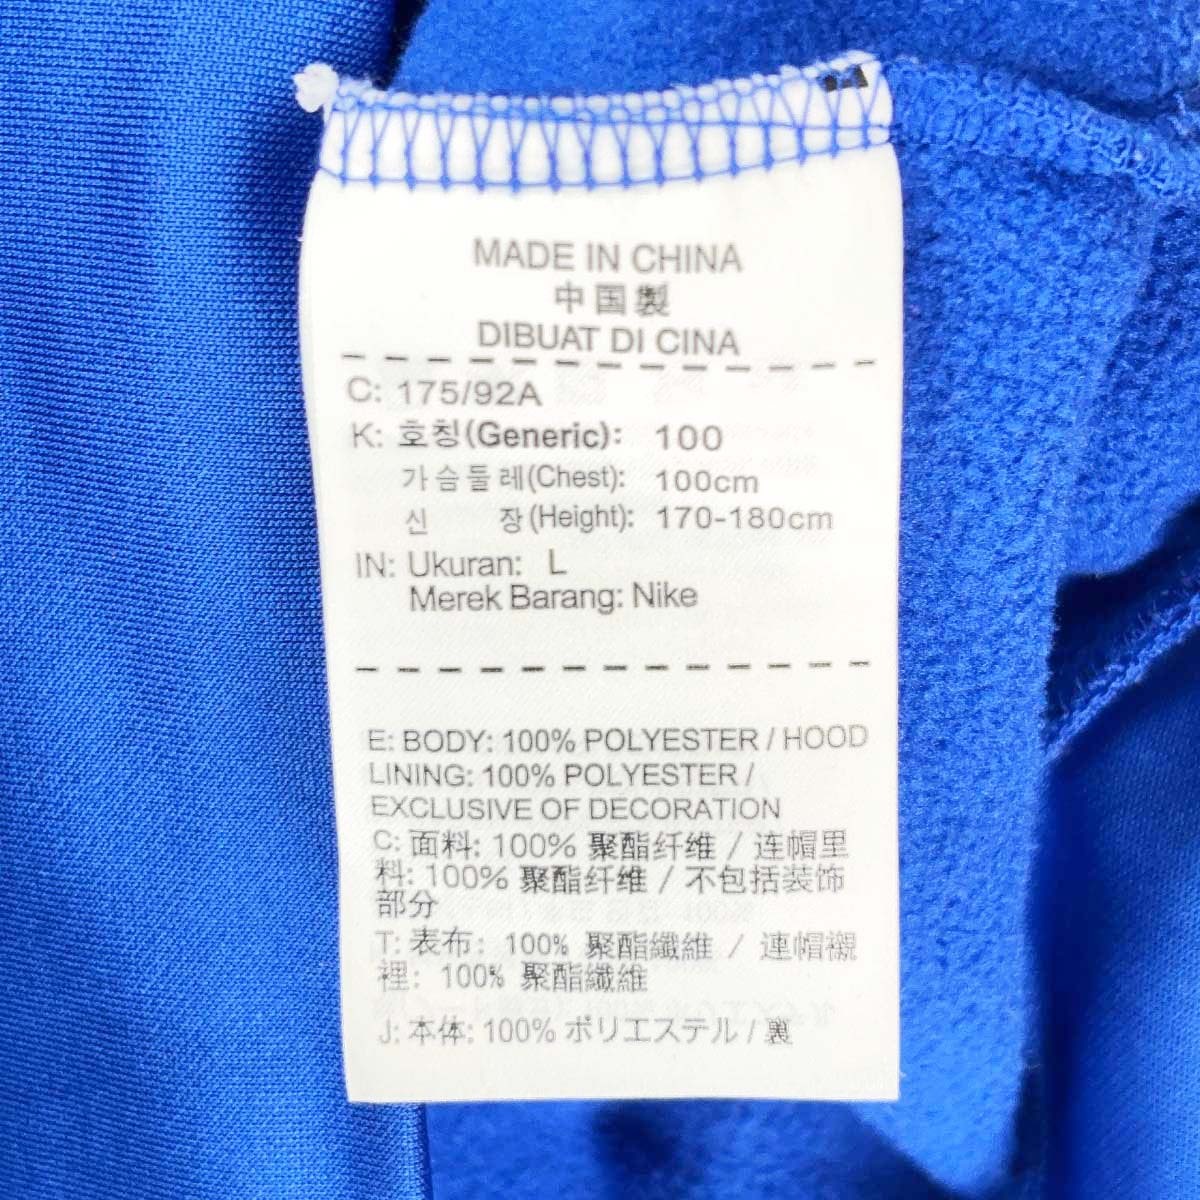 MADE IN CHINA
中国製
DIBUAT DI CINA
C: 175/92A
K: 호칭(Generic): 100
가슴둘레(Chest): 100cm
신 장(Height): 170-180cm
IN: Ukuran: L
Merek Barang: Nike
E: BODY: 100% POLYESTER / HOOD
LINING: 100% POLYESTER /
EXCLUSIVE OF DECORATION
C: 面料: 100% 聚酯纤维 / 连帽里
料: 100% 聚酯纤维 / 不包括装饰
部分
T: 表布: 100% 聚酯纖維 / 連帽襯
裡: 100% 聚酯纖維
J: 本体: 100% ポリエステル / 裏